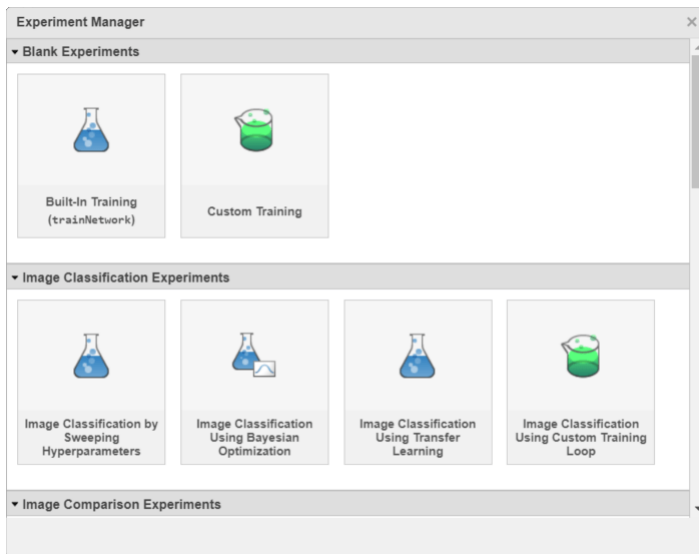 Experiment Manager
Blank Experiments
Built-In Training
(trainNetwork)
Custom Training
Image Classification Experiments
Image Classification by
Sweeping
Hyperparameters
Image Classification
Using Bayesian
Optimization
Image Classification
Using Transfer
Learning
Image Classification
Using Custom Training
Loop
Image Comparison Experiments